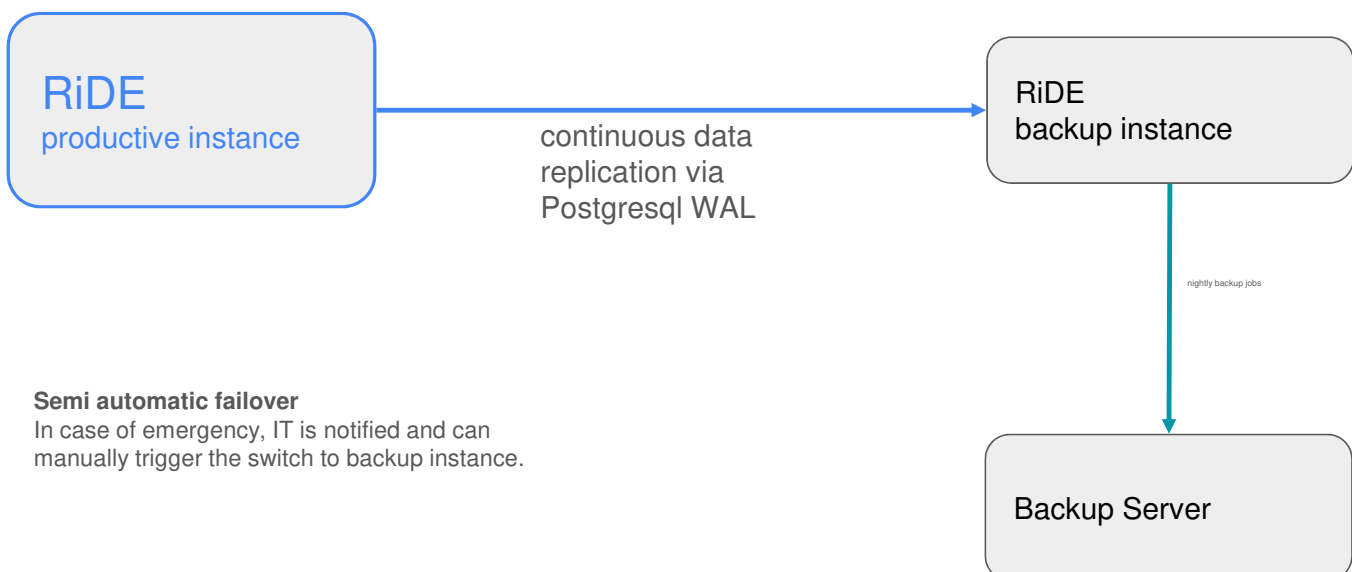 RiDE
productive instance
continuous data
replication via
Postgresql WAL
RiDE
backup instance
nightly backup jobs
Semi automatic failover
In case of emergency, IT is notified and can
manually trigger the switch to backup instance.
Backup Server